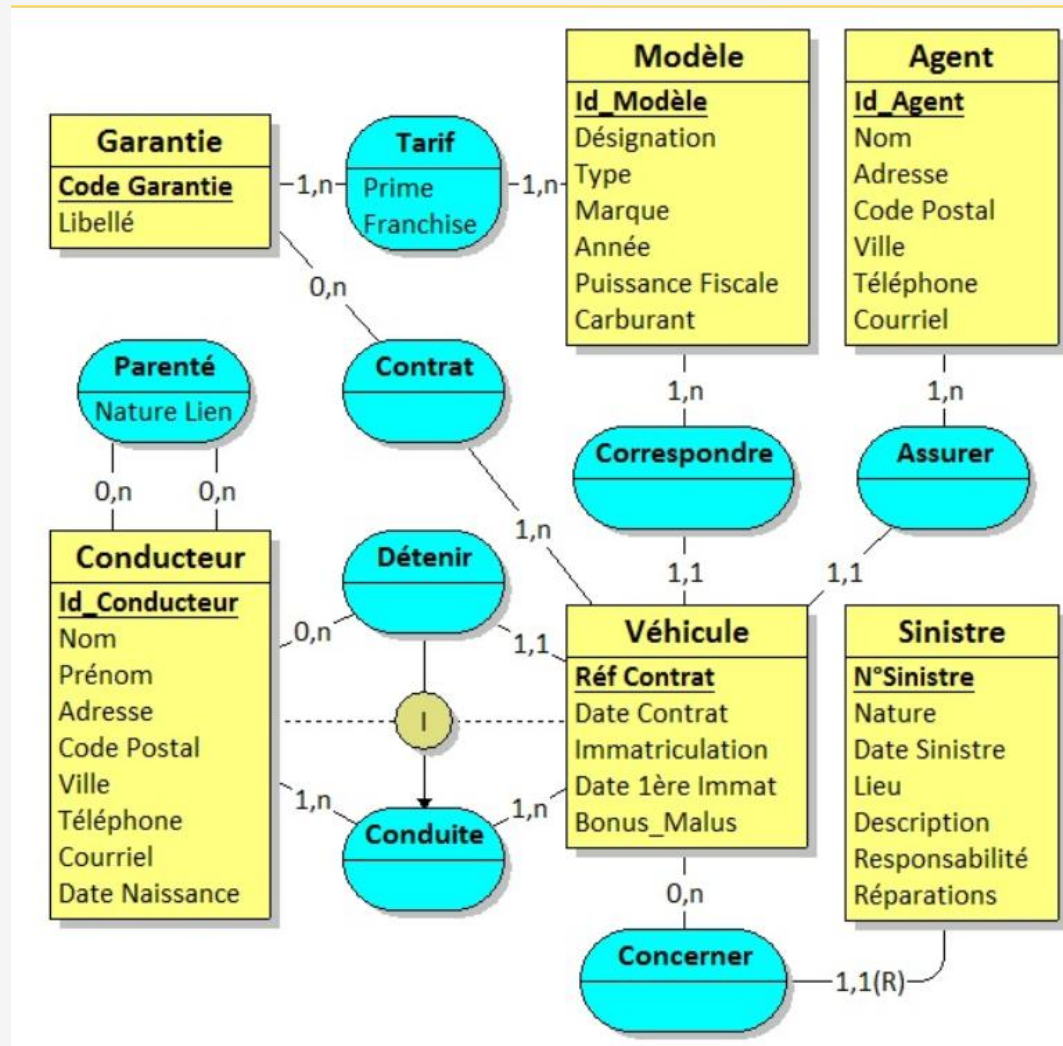 Garantie
Code Garantie
Libellé
1,n
Tarif
Prime
Franchise
1,n
Modèle
Id_Modèle
Désignation
Type
Marque
Année
Puissance Fiscale
Carburant
Agent
Id_Agent
Nom
Adresse
Code Postal
Ville
Téléphone
Courriel
0,n
Parenté
Nature Lien
0,n
0,n
Contrat
1,n
1,n
1,n
Correspondre
Assurer
1,1
1,1
Conducteur
Id_Conducteur
Nom
Prénom
Adresse
Code Postal
Ville
Téléphone
Courriel
Date Naissance
Détenir
0,n
1,1
I
1,n
1,n
Conduite
Véhicule
Réf Contrat
Date Contrat
Immatriculation
Date 1ère Immat
Bonus_Malus
Sinistre
N°Sinistre
Nature
Date Sinistre
Lieu
Description
Responsabilité
Réparations
0,n
Concerner
1,1(R)